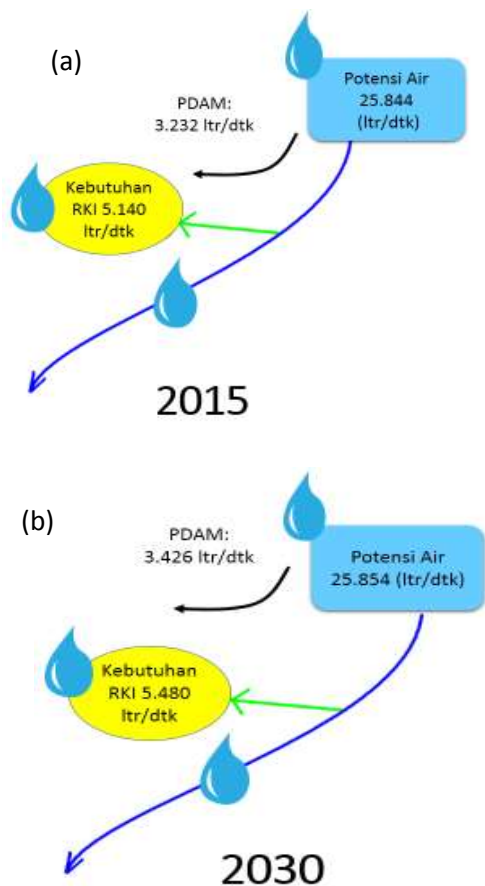 (a)
PDAM:
3.232 ltr/dtk
Potensi Air
25.844
(ltr/dtk)
Kebutuhan
RKI 5.140
ltr/dtk
2015
(b)
PDAM:
3.426 ltr/dtk
Potensi Air
25.854 (ltr/dtk)
Kebutuhan
RKI 5.480
ltr/dtk
2030